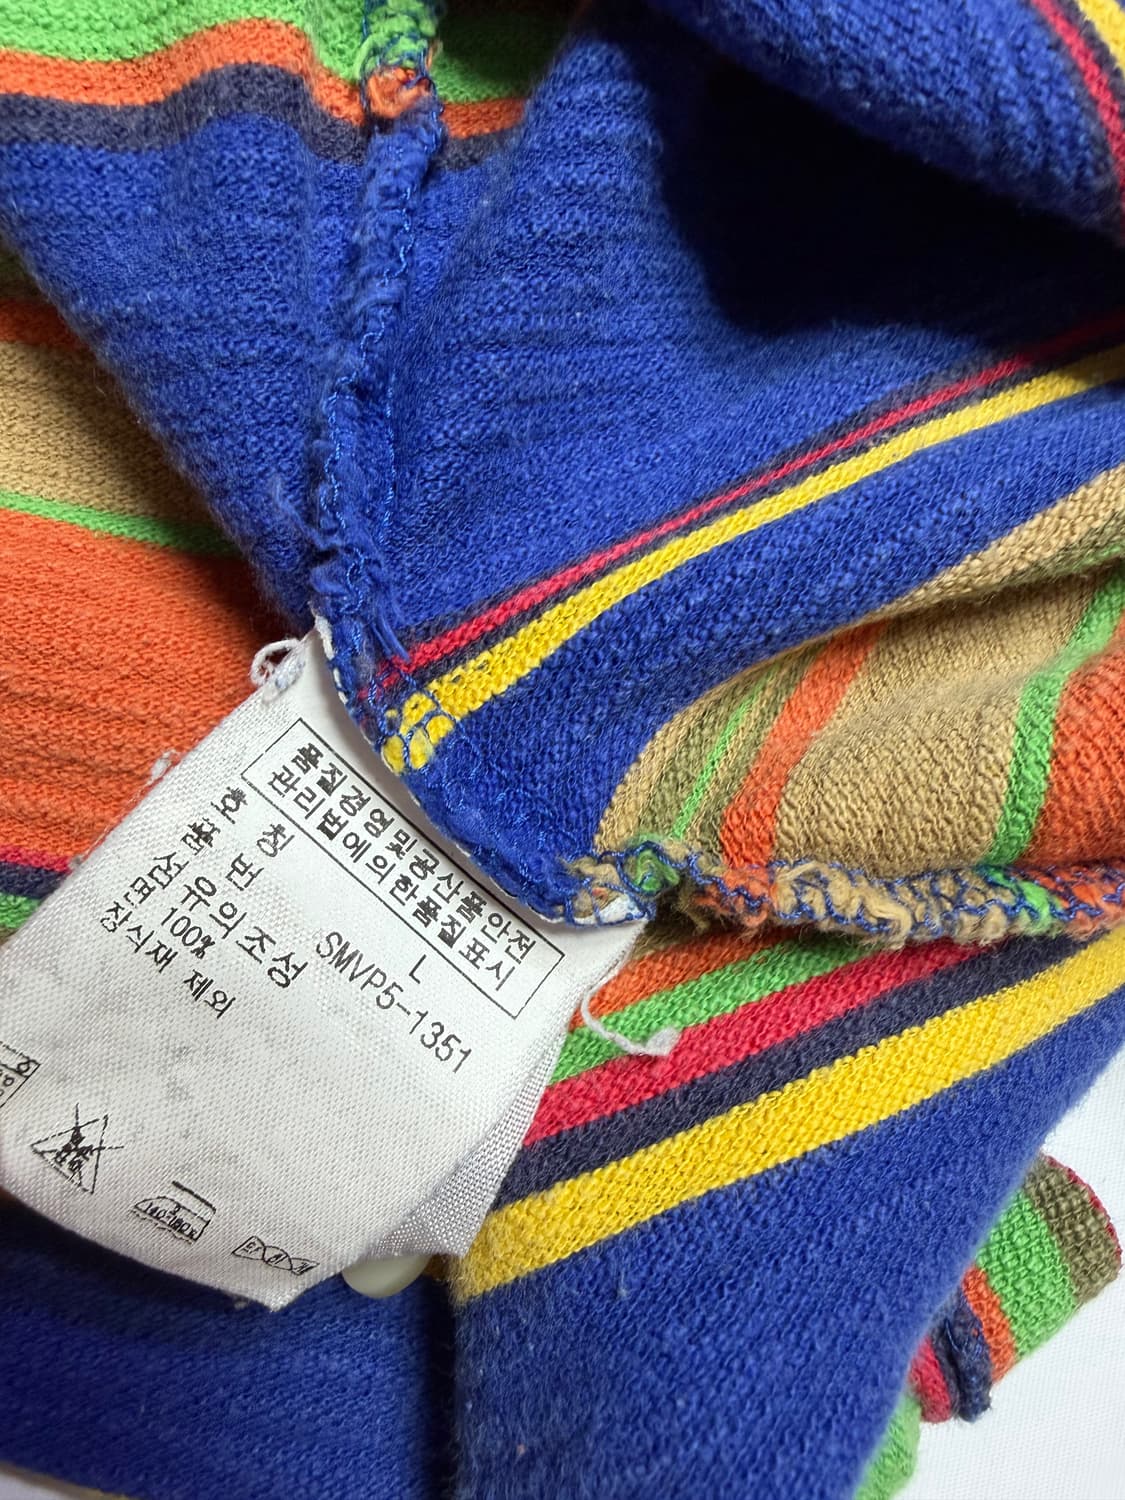 품질경영및공산품안전
관리법에의한품질표시
호 칭 L
품 번 SMVP5-1351
섬유의조성
면 100%
장식재 제외